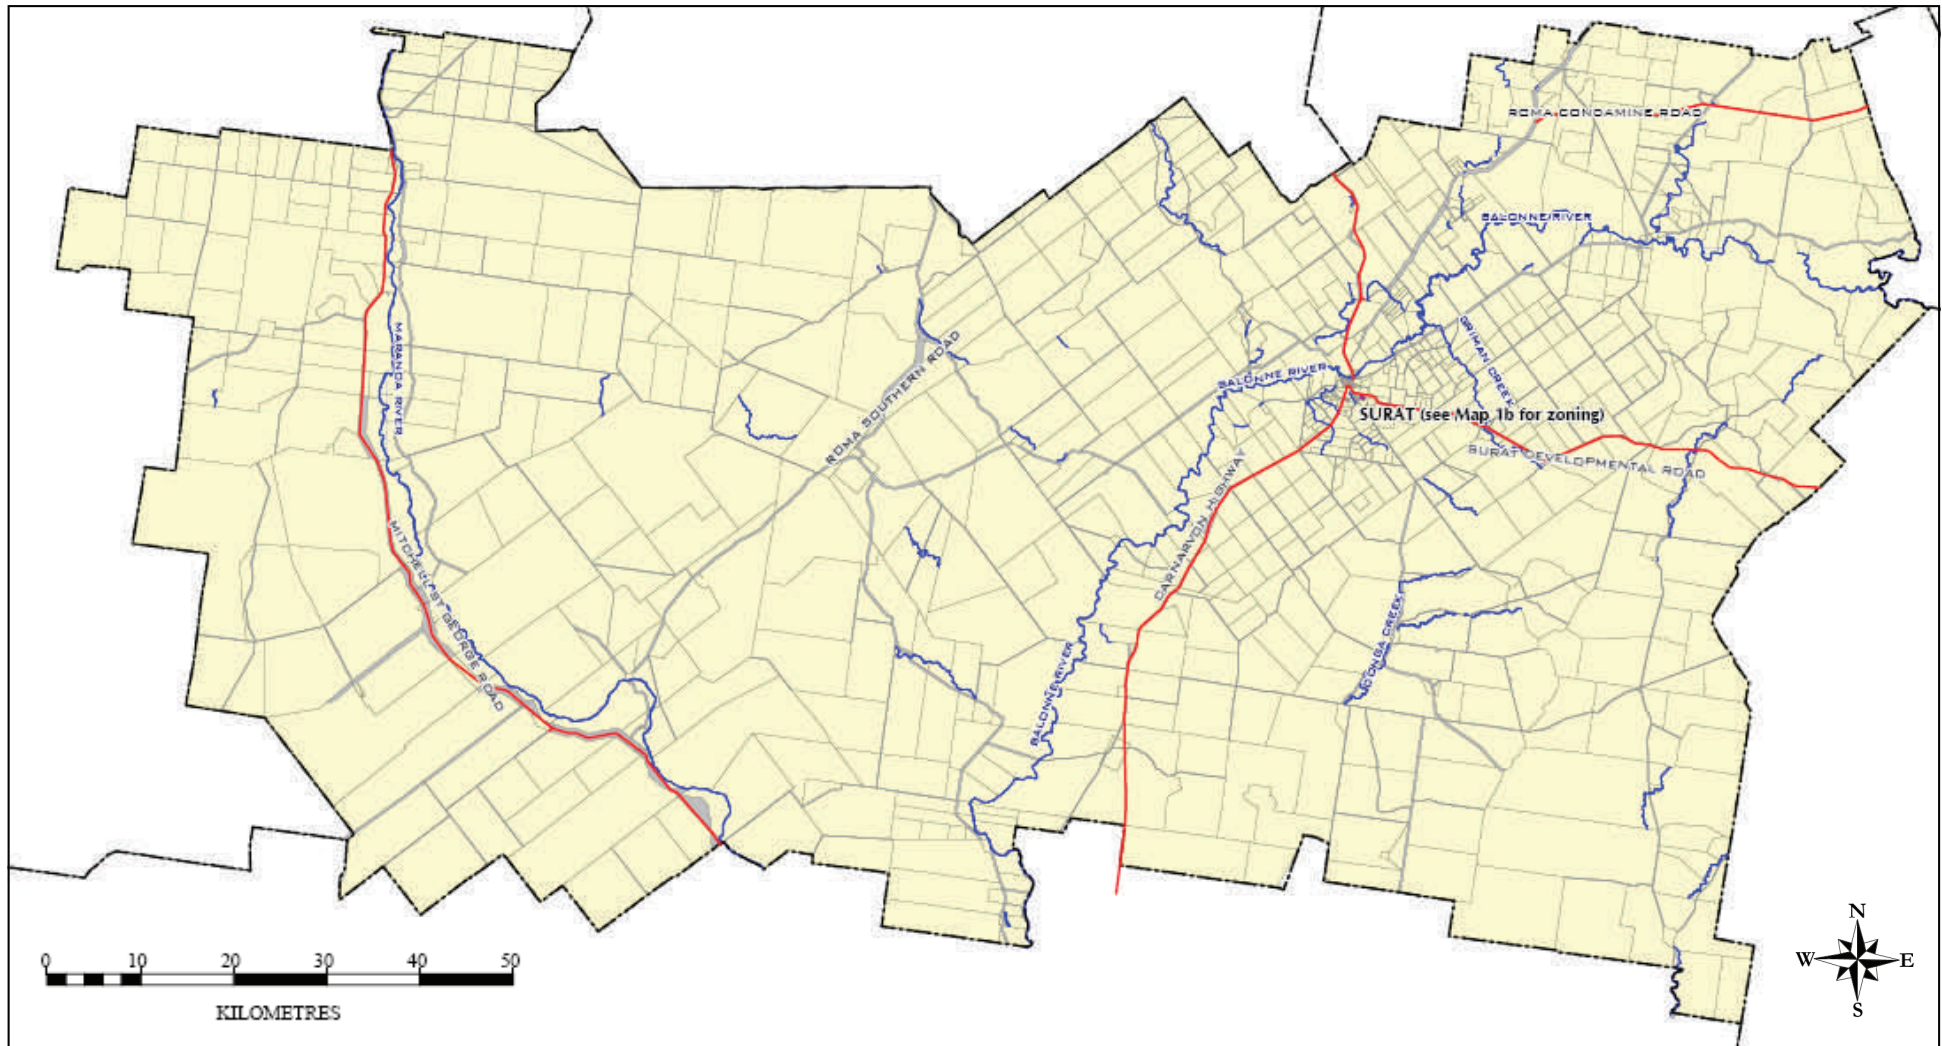 ROMA CONDAMINE ROAD
BALONNE RIVER
MARANOA RIVER
ROMA SOUTHERN ROAD
GRIMAN CREEK
BALONNE RIVER
SURAT (see Map 1b for zoning)
SURAT DEVELOPMENTAL ROAD
CARNARVON HIGHWAY
MITCHELL ST GEORGE ROAD
DONGA CREEK
BALONNE RIVER
0 10 20 30 40 50
KILOMETRES
N
W E
S